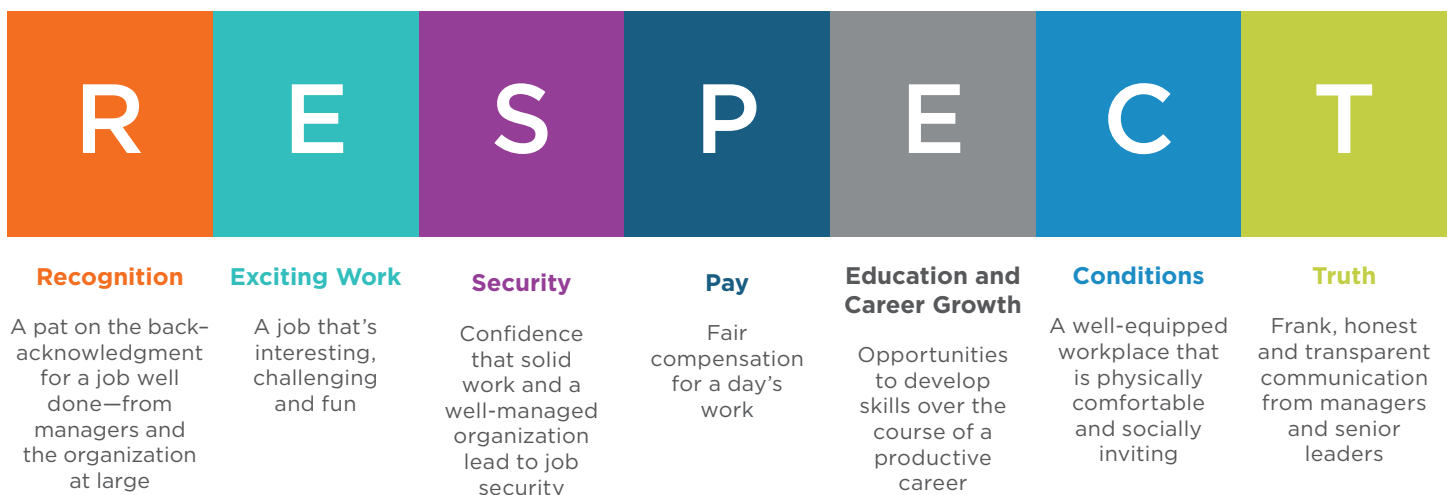 R
E
S
P
E
C
T
Recognition
A pat on the back–
acknowledgment
for a job well
done—from
managers and
the organization
at large
Exciting Work
A job that's
interesting,
challenging
and fun
Security
Confidence
that solid
work and a
well-managed
organization
lead to job
security
Pay
Fair
compensation
for a day's
work
Education and
Career Growth
Opportunities
to develop
skills over the
course of a
productive
career
Conditions
A well-equipped
workplace that
is physically
comfortable
and socially
inviting
Truth
Frank, honest
and transparent
communication
from managers
and senior
leaders